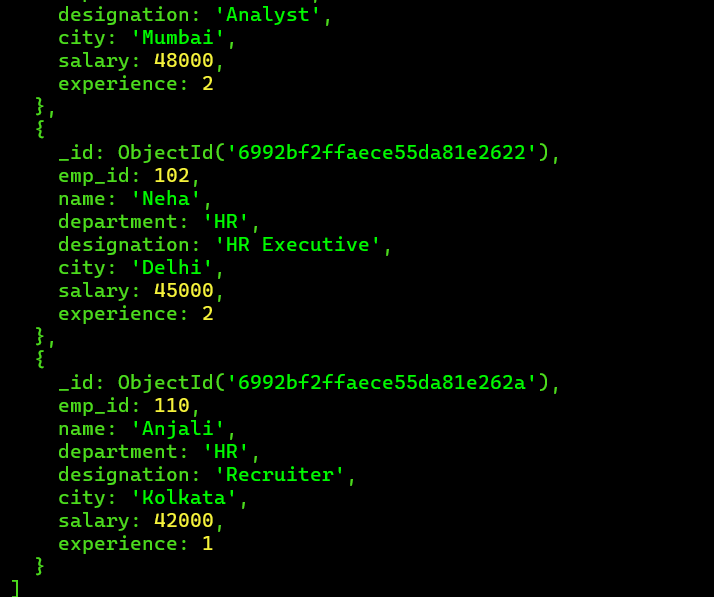 designation: 'Analyst',
city: 'Mumbai',
salary: 48000,
experience: 2
},
{
_id: ObjectId('6992bf2ffaece55da81e2622'),
emp_id: 102,
name: 'Neha',
department: 'HR',
designation: 'HR Executive',
city: 'Delhi',
salary: 45000,
experience: 2
},
{
_id: ObjectId('6992bf2ffaece55da81e262a'),
emp_id: 110,
name: 'Anjali',
department: 'HR',
designation: 'Recruiter',
city: 'Kolkata',
salary: 42000,
experience: 1
}
]